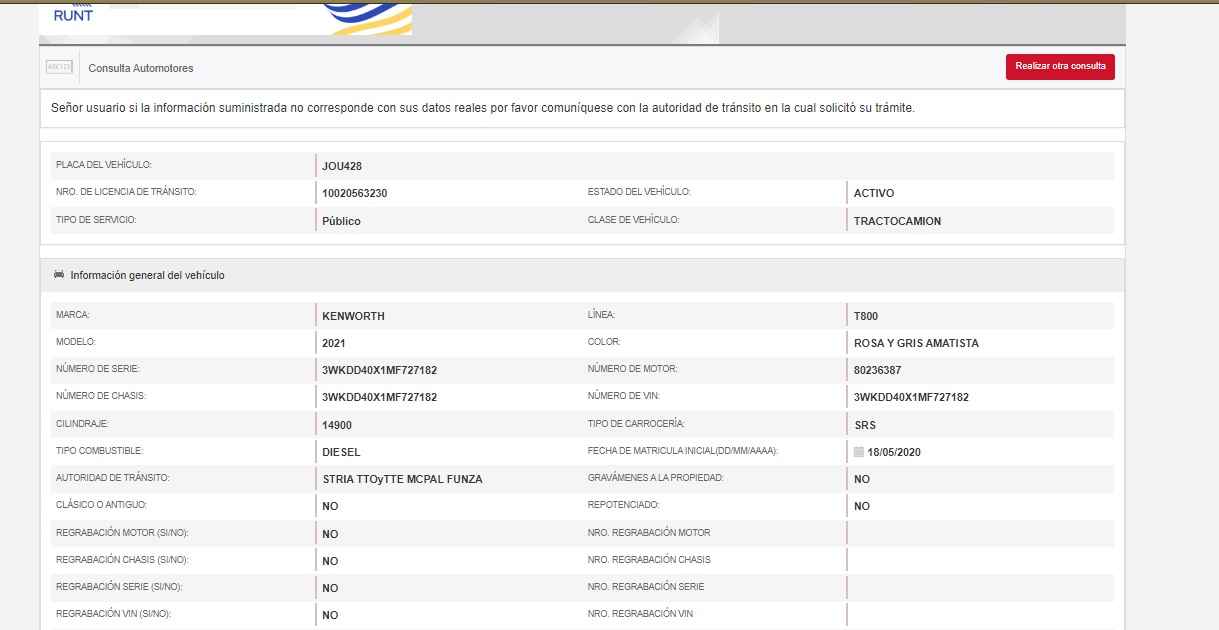 RUNT
Consulta Automotores
Realizar otra consulta
Señor usuario si la información suministrada no corresponde con sus datos reales por favor comuníquese con la autoridad de tránsito en la cual solicitó su trámite.
PLACA DEL VEHÍCULO: JOU428
NRO. DE LICENCIA DE TRÁNSITO: 10020563230 ESTADO DEL VEHÍCULO: ACTIVO
TIPO DE SERVICIO: Público CLASE DE VEHÍCULO: TRACTOCAMION
Información general del vehículo
MARCA: KENWORTH LÍNEA: T800
MODELO: 2021 COLOR: ROSA Y GRIS AMATISTA
NÚMERO DE SERIE: 3WKDD40X1MF727182 NÚMERO DE MOTOR: 80236387
NÚMERO DE CHASIS: 3WKDD40X1MF727182 NÚMERO DE VIN: 3WKDD40X1MF727182
CILINDRAJE: 14900 TIPO DE CARROCERÍA: SRS
TIPO COMBUSTIBLE: DIESEL FECHA DE MATRICULA INICIAL(DD/MM/AAAA): 18/05/2020
AUTORIDAD DE TRÁNSITO: STRIA TTOyTTE MCPAL FUNZA GRAVÁMENES A LA PROPIEDAD: NO
CLÁSICO O ANTIGUO: NO REPOTENCIADO: NO
REGRABACIÓN MOTOR (SI/NO): NO NRO. REGRABACIÓN MOTOR
REGRABACIÓN CHASIS (SI/NO): NO NRO. REGRABACIÓN CHASIS
REGRABACIÓN SERIE (SI/NO): NO NRO. REGRABACIÓN SERIE
REGRABACIÓN VIN (SI/NO): NO NRO. REGRABACIÓN VIN